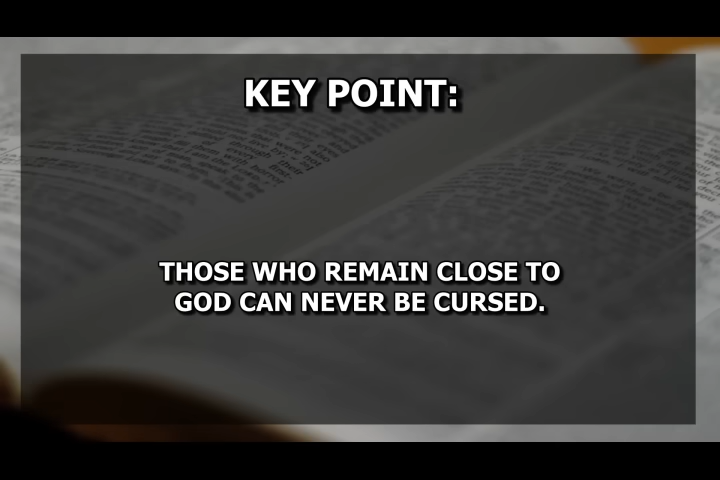 KEY POINT:
THOSE WHO REMAIN CLOSE TO
GOD CAN NEVER BE CURSED.